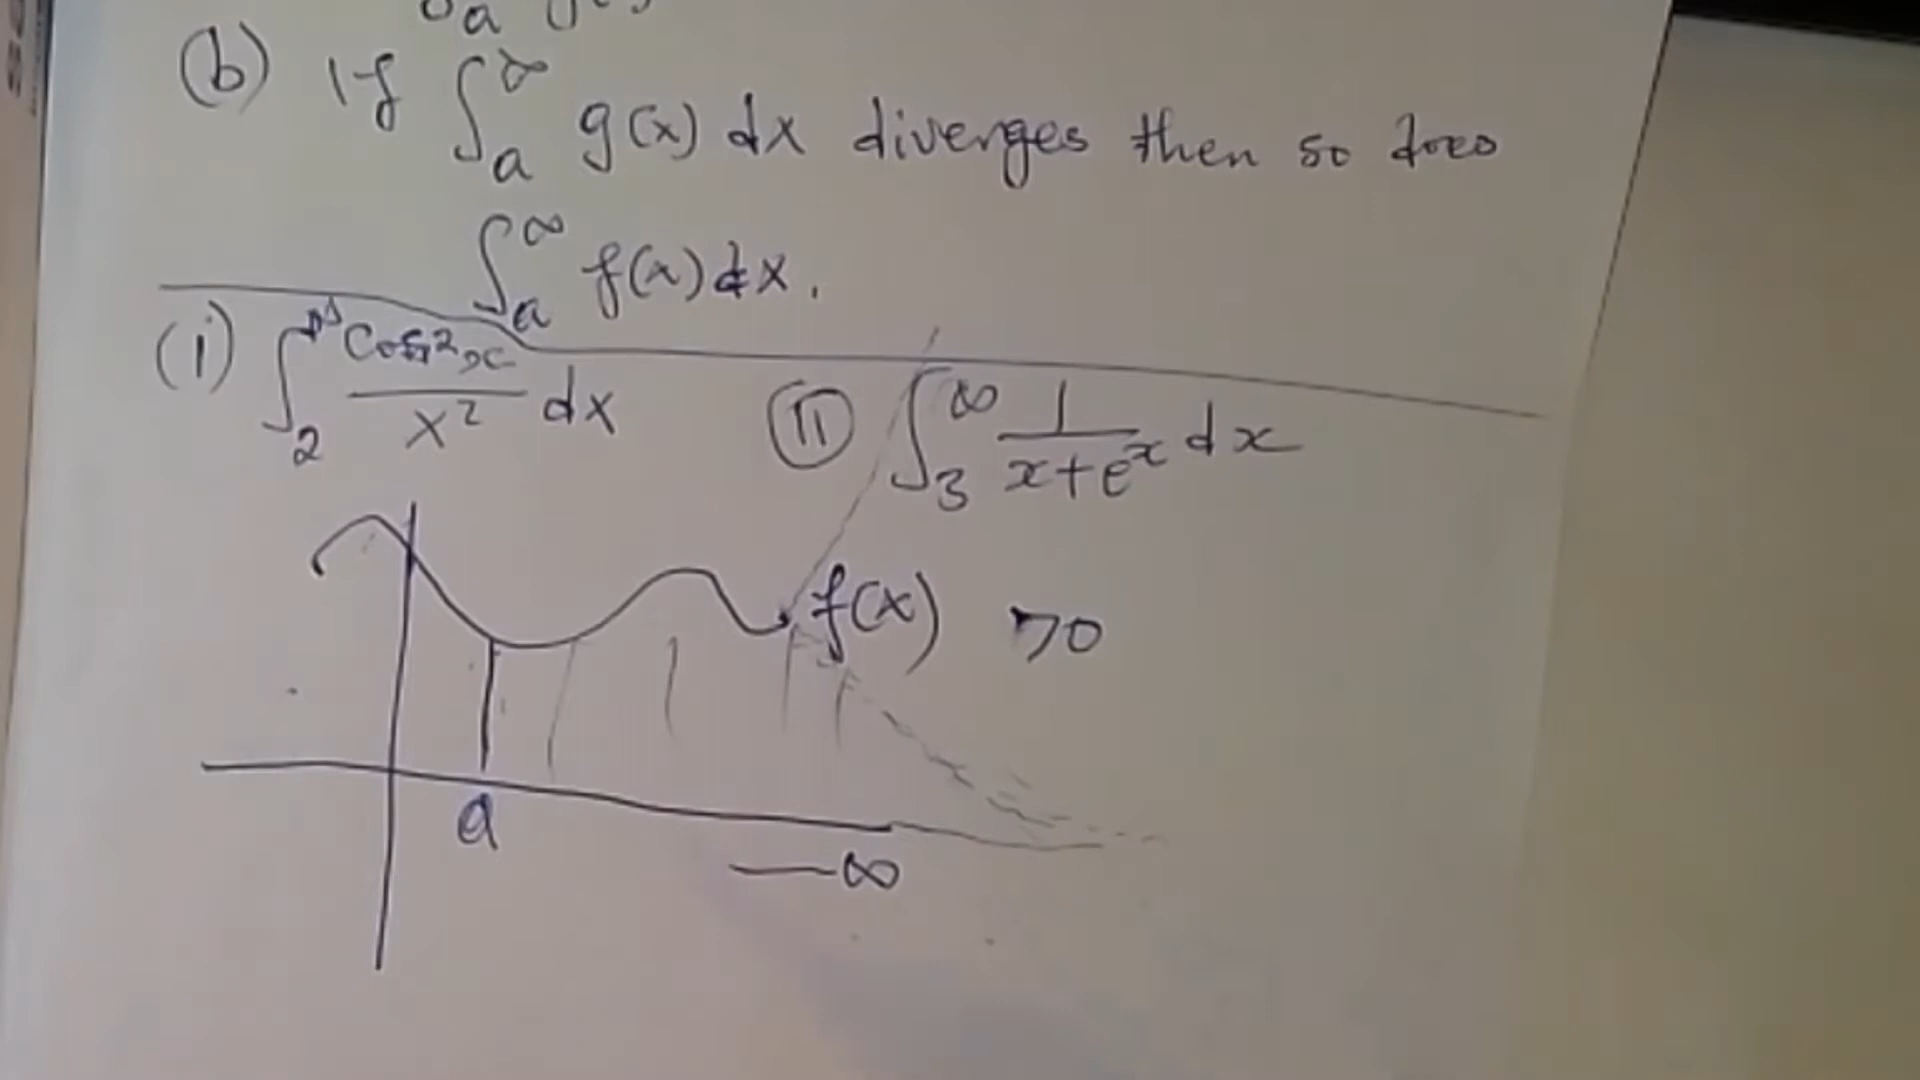 (b) If ∫_a^∞ g(x) dx diverges then so does
∫_a^∞ f(x) dx.
(i) ∫_2^∞ cos²x / x² dx (ii) ∫_3^∞ 1 / (x+e^x) dx
f(x) >0
a
—∞